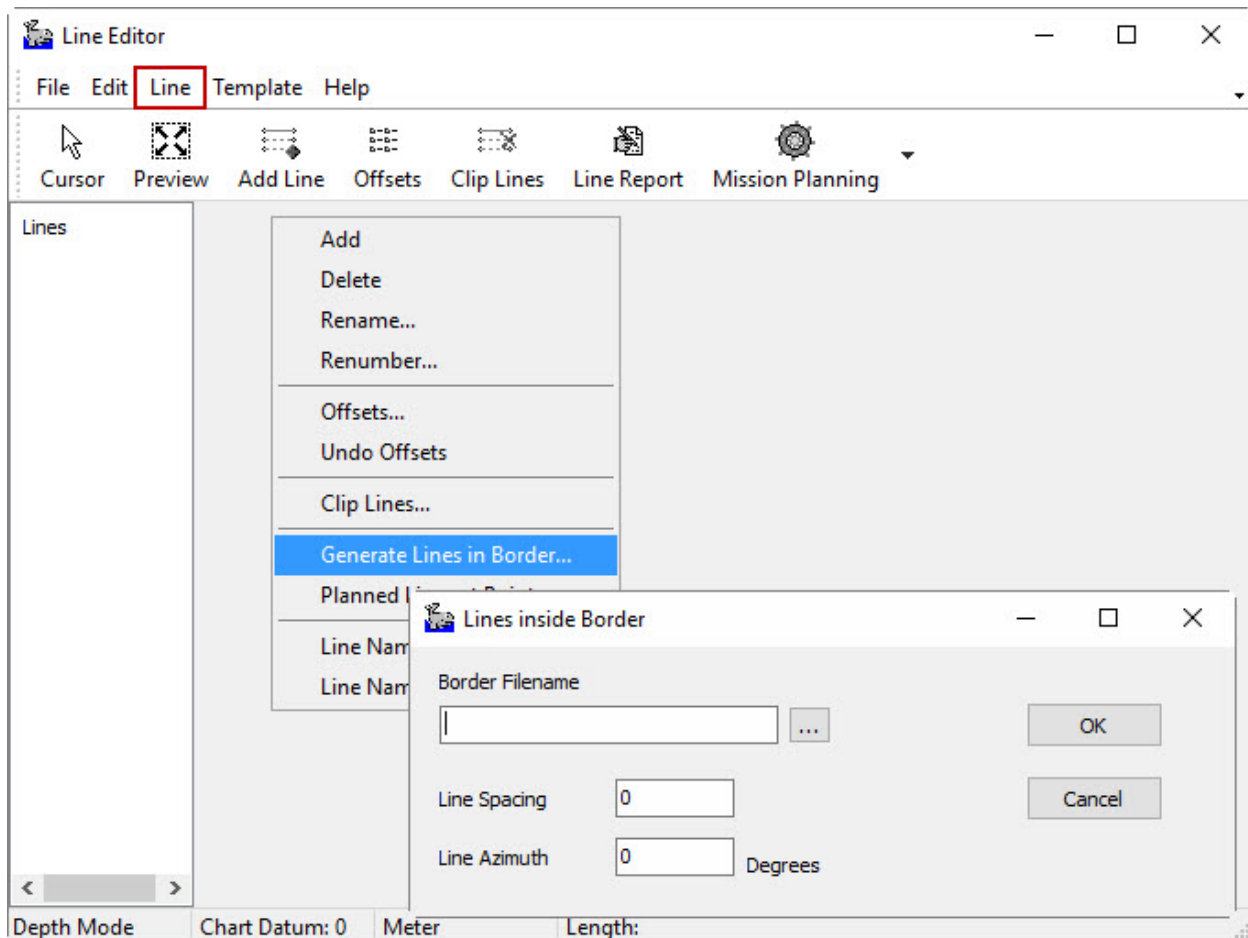 Line Editor
File Edit Line Template Help
Cursor Preview Add Line Offsets Clip Lines Line Report Mission Planning
Lines
Add
Delete
Rename...
Renumber...
Offsets...
Undo Offsets
Clip Lines...
Generate Lines in Border...
Planned
Line Nam
Line Nam
Lines inside Border
Border Filename
...
OK
Line Spacing 0
Cancel
Line Azimuth 0 Degrees
Depth Mode Chart Datum: 0 Meter Length: